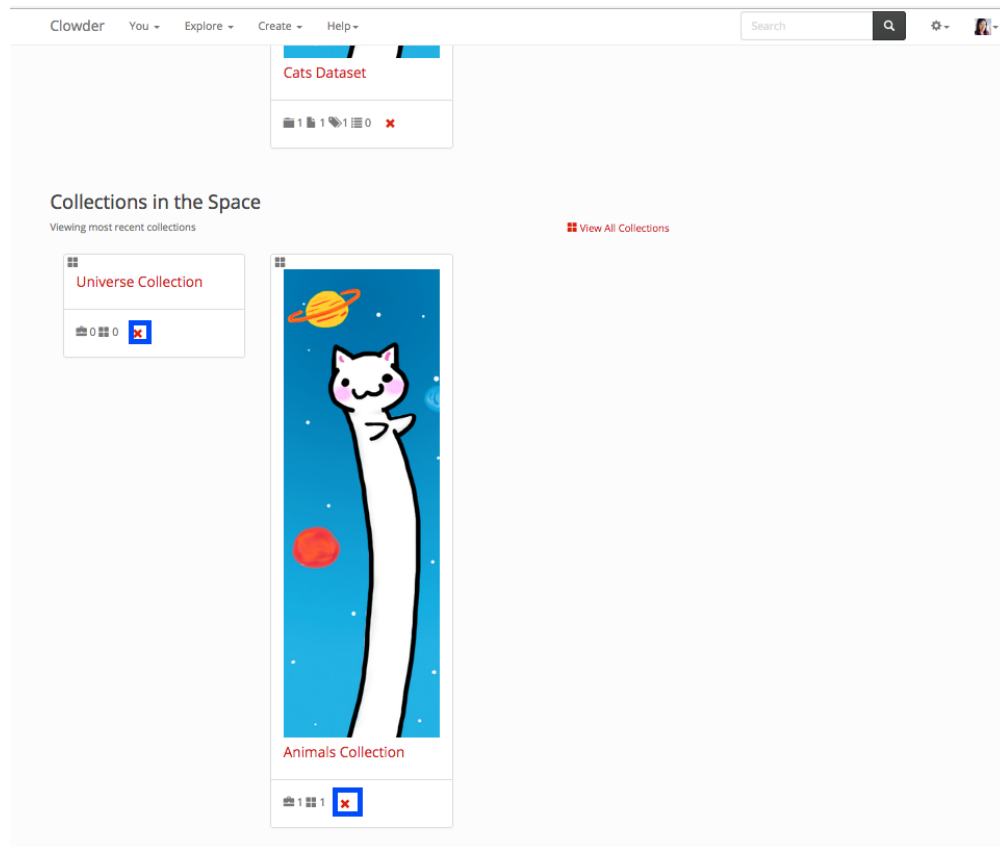 Clowder You Explore Create Help Search
Cats Dataset
1 1 1 0
Collections in the Space
Viewing most recent collections View All Collections
Universe Collection
0 0
Animals Collection
1 1